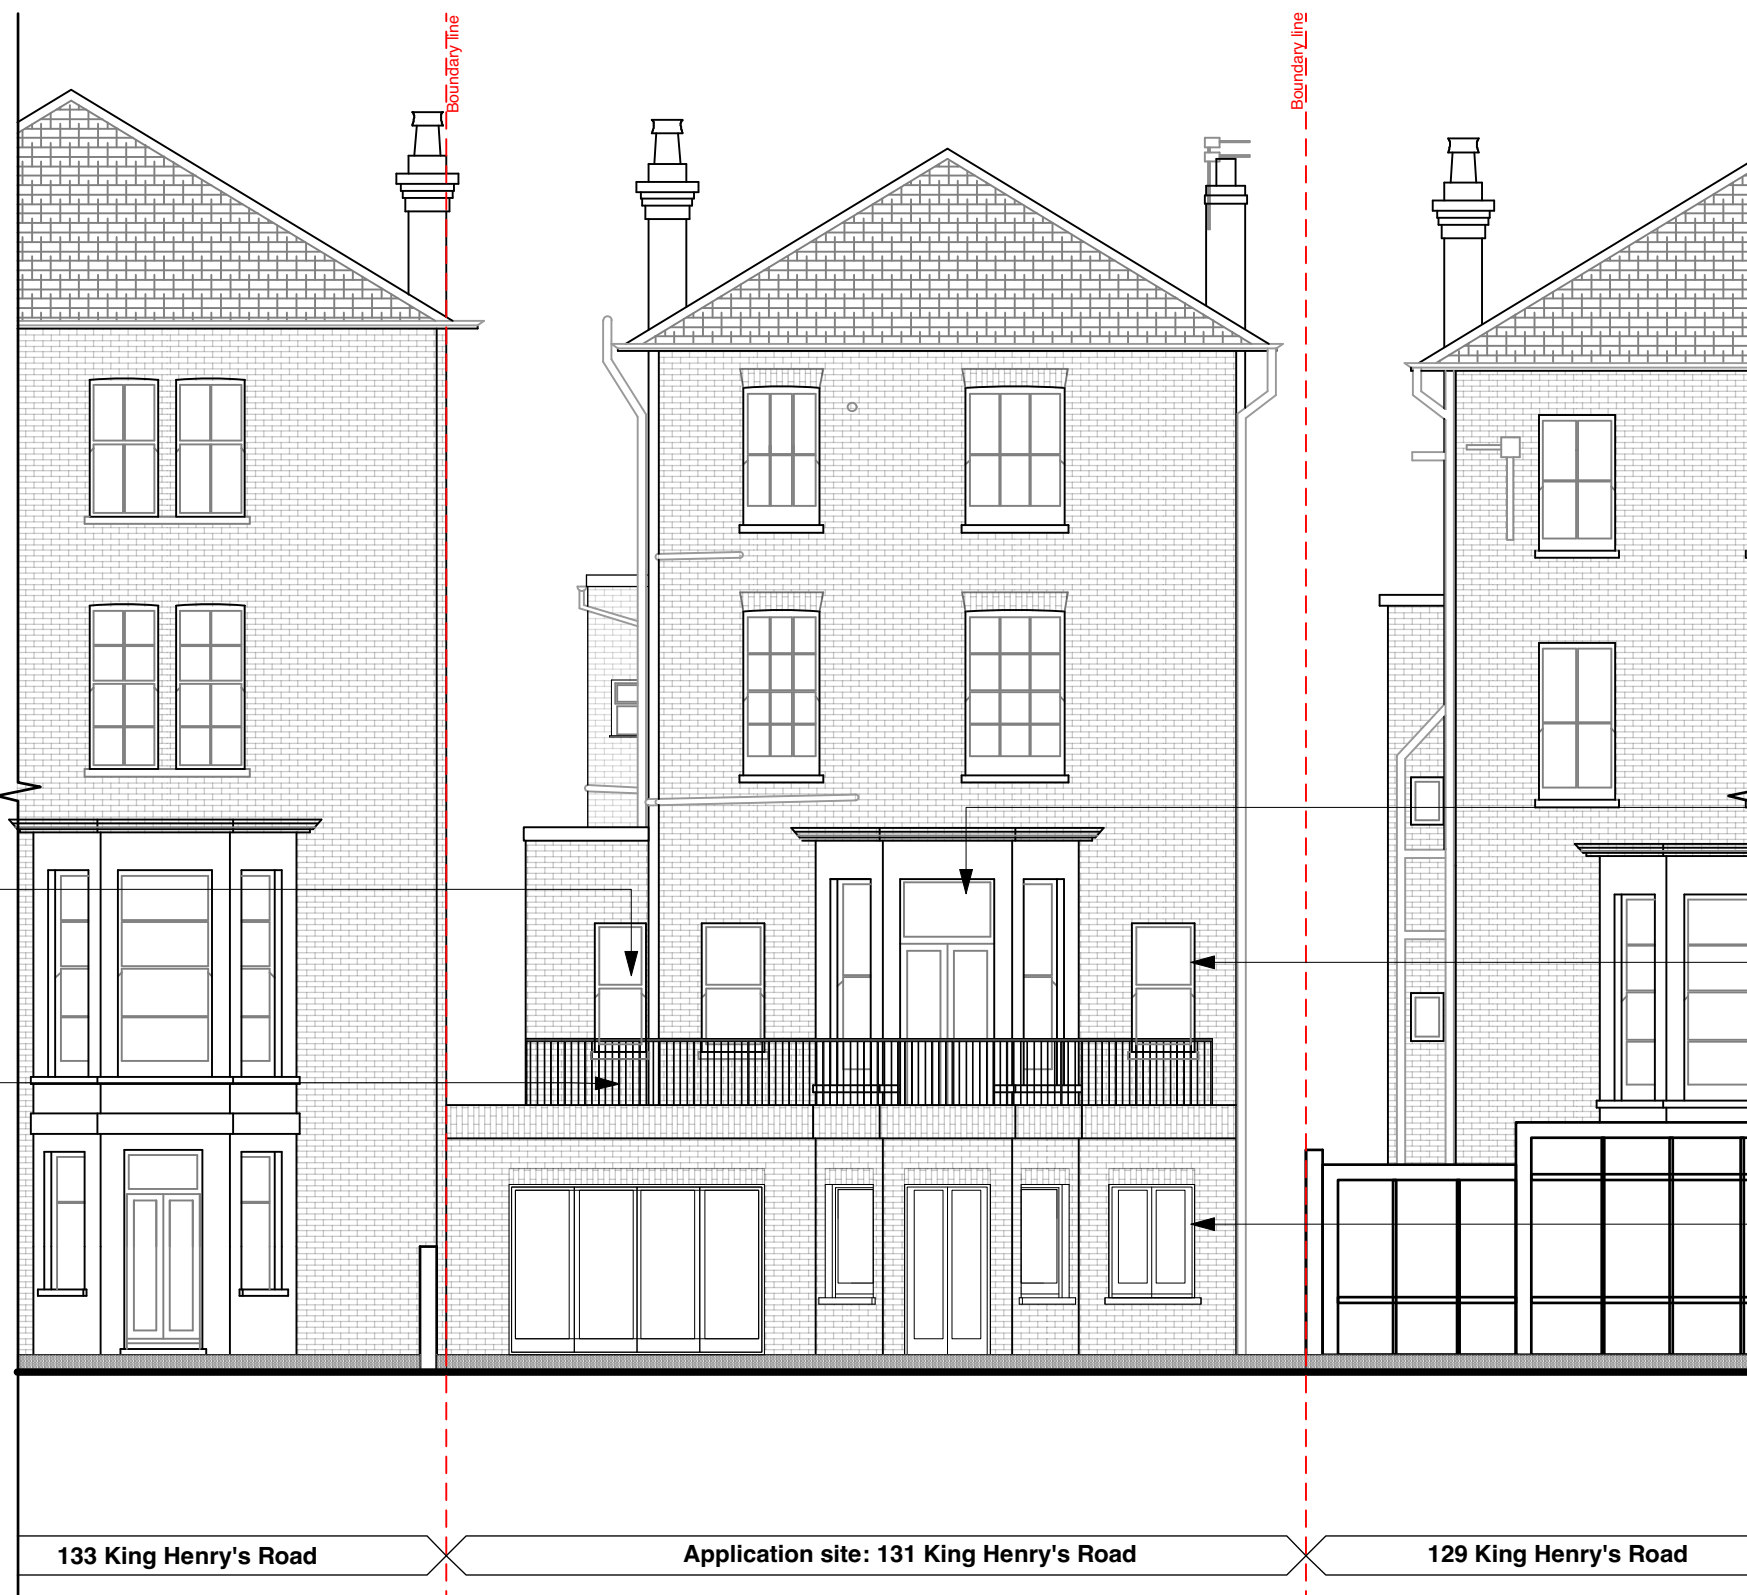 Boundary line
Boundary line
133 King Henry's Road
Application site: 131 King Henry's Road
129 King Henry's Road